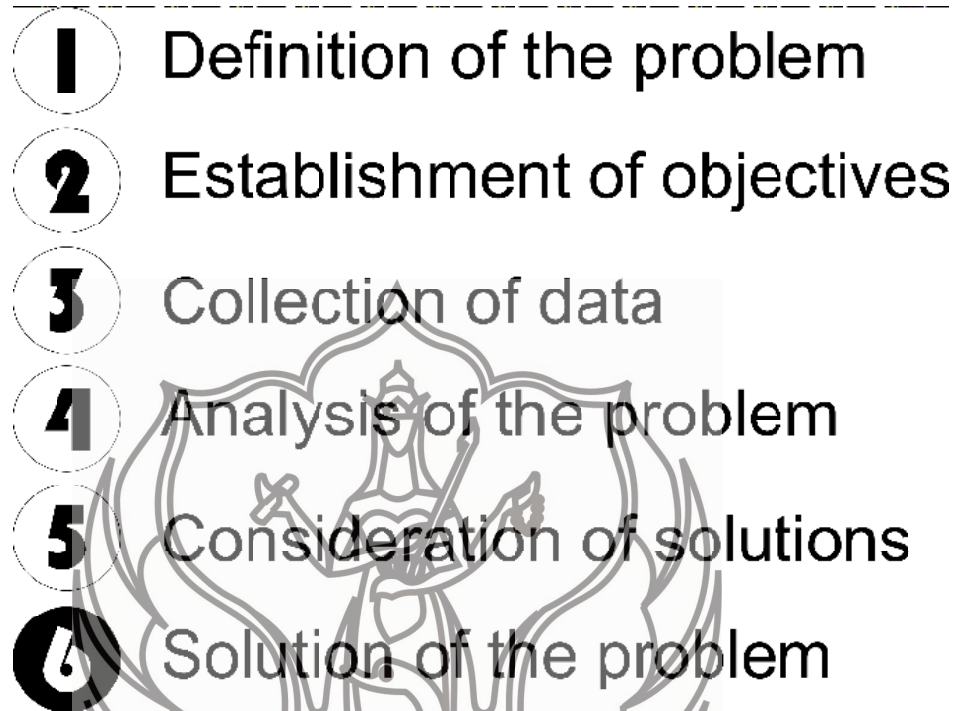 1 Definition of the problem
2 Establishment of objectives
3 Collection of data
4 Analysis of the problem
5 Consideration of solutions
6 Solution of the problem